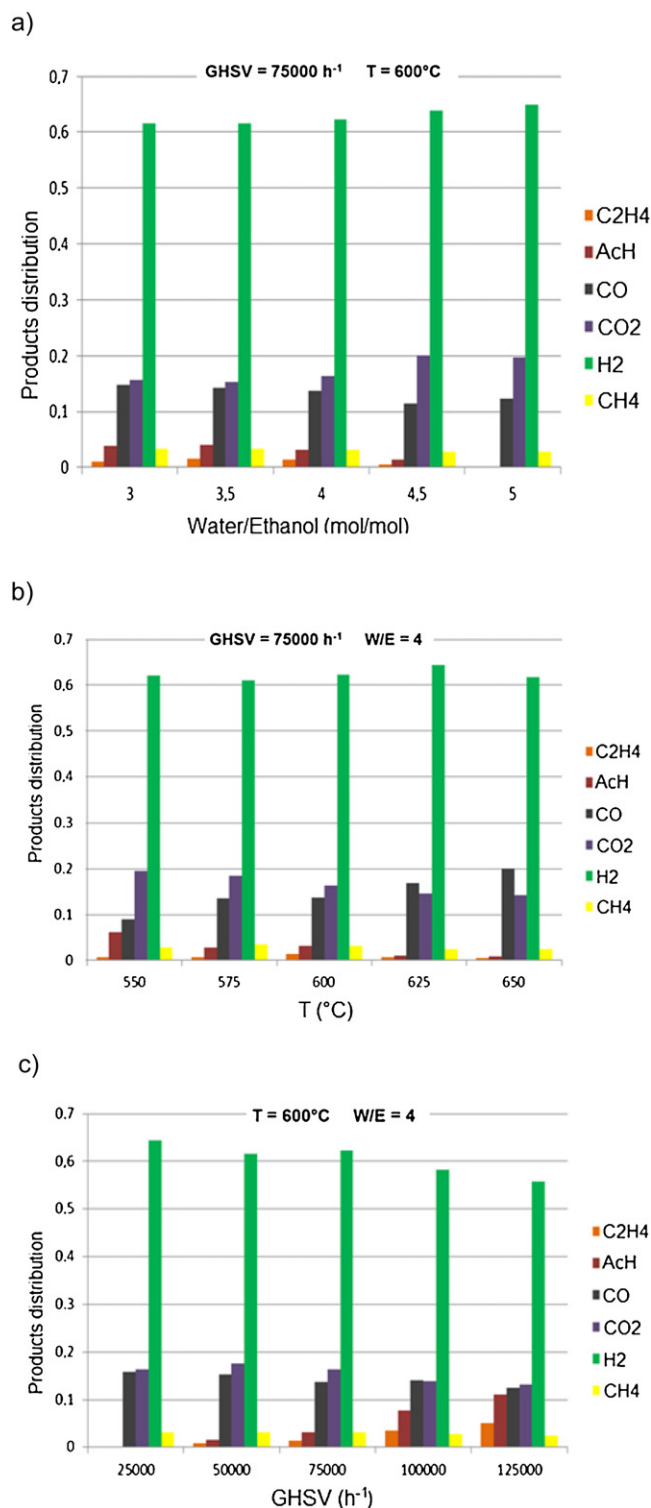 a)
GHSV = 75000 h⁻¹ T = 600°C
0.7
0.6
0.5
0.4
0.3
0.2
0.1
0
Products distribution
3 3,5 4 4,5 5
Water/Ethanol (mol/mol)
C2H4
AcH
CO
CO2
H2
CH4
b)
GHSV = 75000 h⁻¹ W/E = 4
0.7
0.6
0.5
0.4
0.3
0.2
0.1
0
Products distribution
550 575 600 625 650
T (°C)
C2H4
AcH
CO
CO2
H2
CH4
c)
T = 600°C W/E = 4
0.7
0.6
0.5
0.4
0.3
0.2
0.1
0
Products distribution
25000 50000 75000 100000 125000
GHSV (h⁻¹)
C2H4
AcH
CO
CO2
H2
CH4